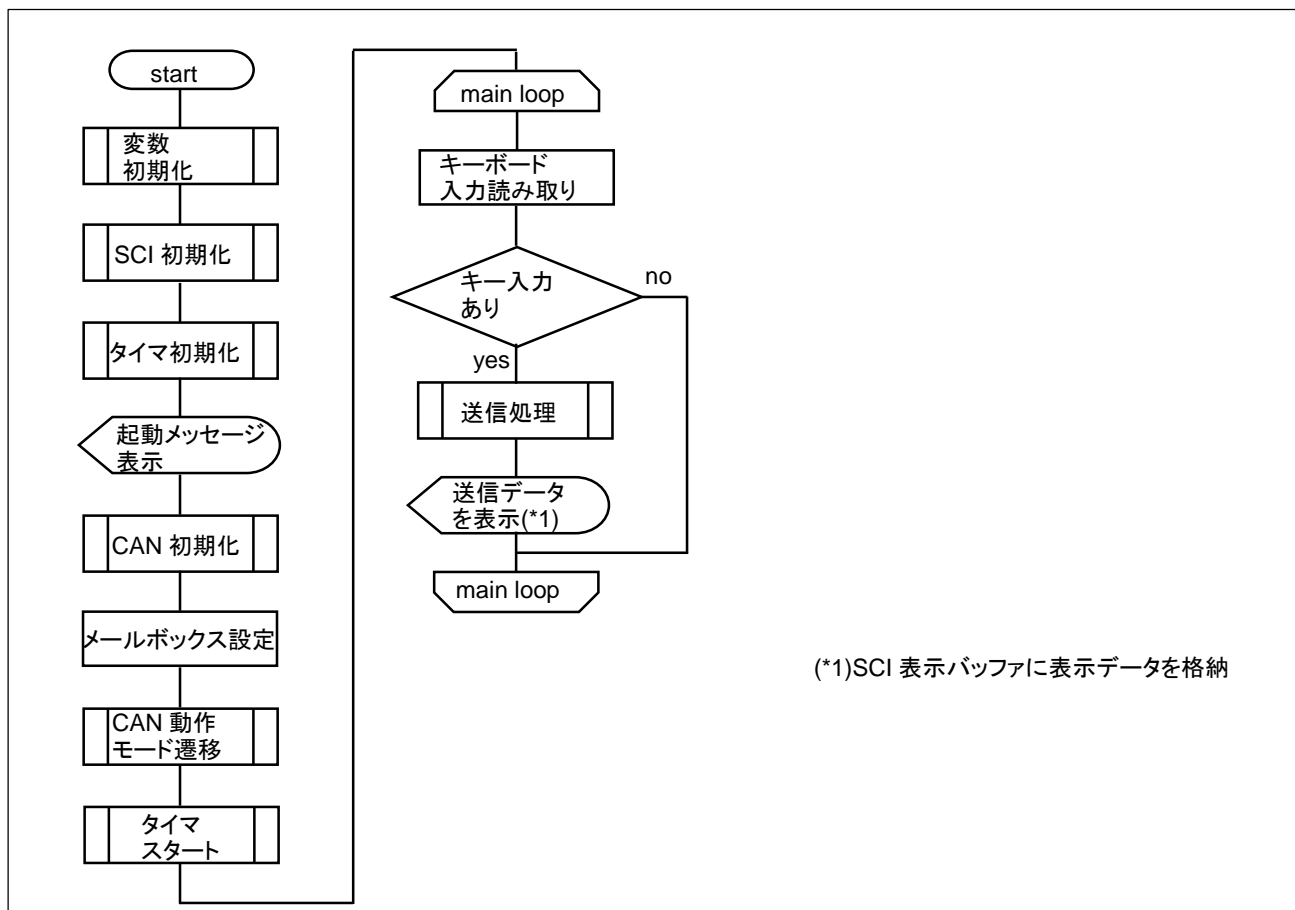 start
変数
初期化
SCI 初期化
タイマ初期化
起動メッセージ
表示
CAN 初期化
メールボックス設定
CAN 動作
モード遷移
タイマ
スタート
main loop
キーボード
入力読み取り
キー入力
あり
no
yes
送信処理
送信データ
を表示(*1)
main loop
(*1)SCI 表示バッファに表示データを格納